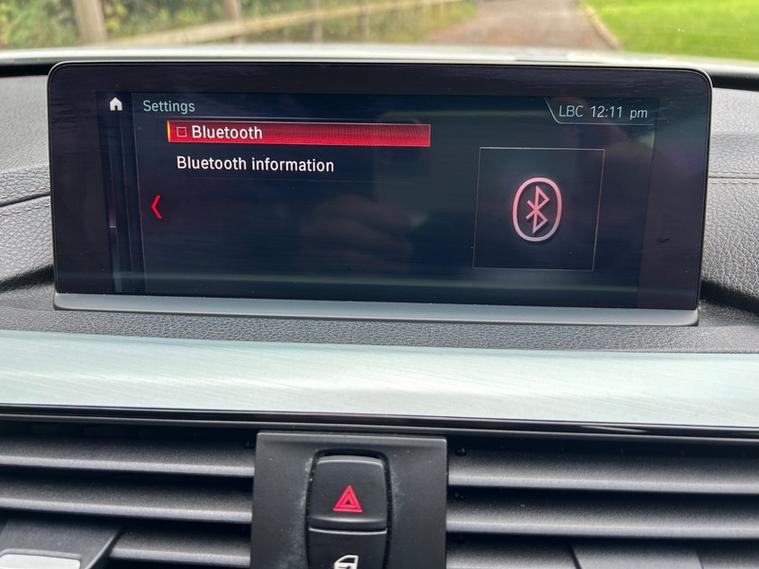 Settings
LBC 12:11 pm
Bluetooth
Bluetooth information